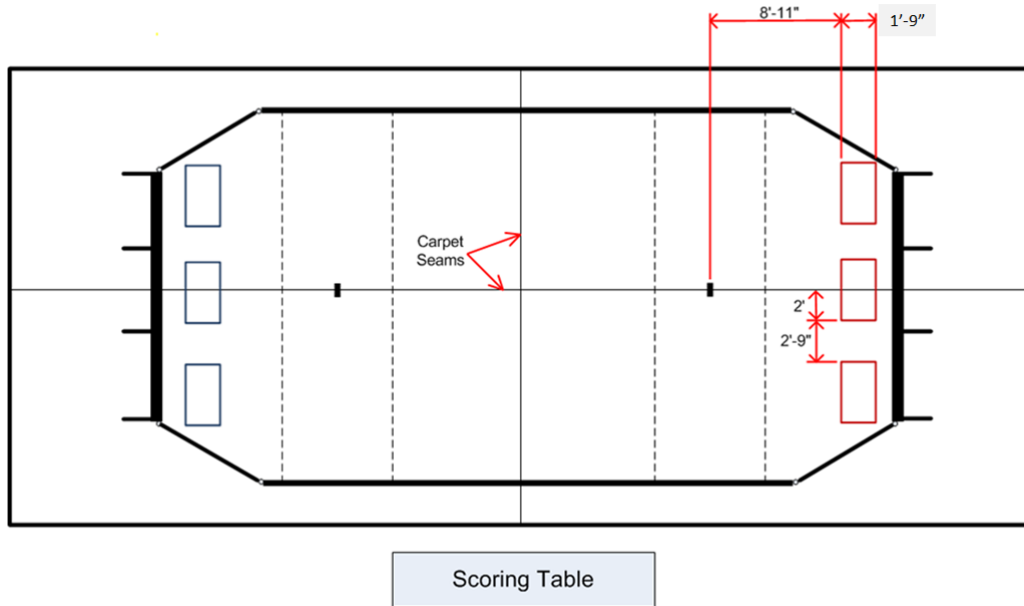 8'-11"
1’-9”
Carpet
Seams
2'
2'-9"
Scoring Table